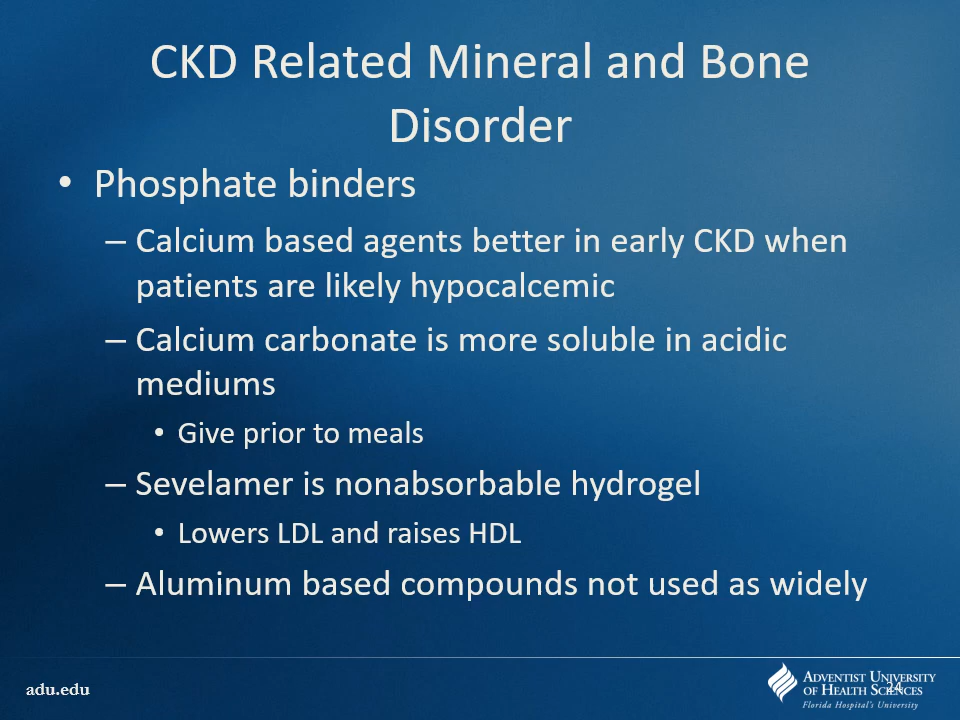 CKD Related Mineral and Bone
Disorder
• Phosphate binders
– Calcium based agents better in early CKD when
patients are likely hypocalcemic
– Calcium carbonate is more soluble in acidic
mediums
• Give prior to meals
– Sevelamer is nonabsorbable hydrogel
• Lowers LDL and raises HDL
– Aluminum based compounds not used as widely
adu.edu
ADVENTIST UNIVERSITY
OF HEALTH SCIENCES
Florida Hospital's University
24